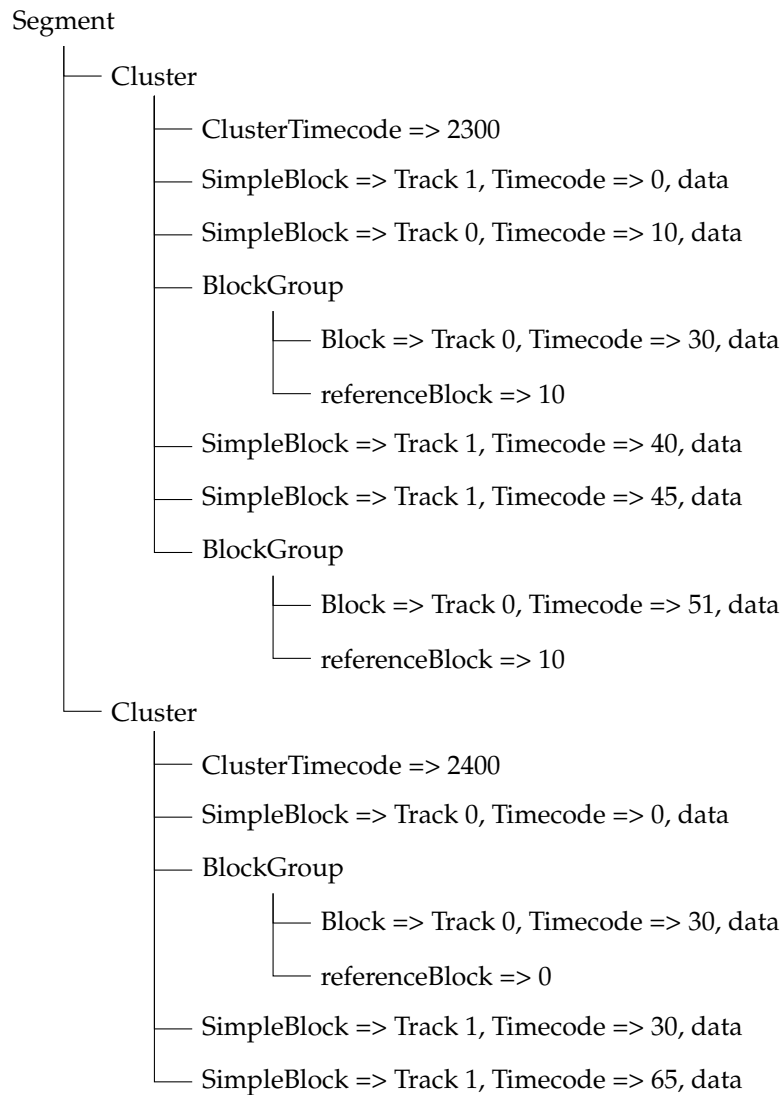 Segment
Cluster
ClusterTimecode => 2300
SimpleBlock => Track 1, Timecode => 0, data
SimpleBlock => Track 0, Timecode => 10, data
BlockGroup
Block => Track 0, Timecode => 30, data
referenceBlock => 10
SimpleBlock => Track 1, Timecode => 40, data
SimpleBlock => Track 1, Timecode => 45, data
BlockGroup
Block => Track 0, Timecode => 51, data
referenceBlock => 10
Cluster
ClusterTimecode => 2400
SimpleBlock => Track 0, Timecode => 0, data
BlockGroup
Block => Track 0, Timecode => 30, data
referenceBlock => 0
SimpleBlock => Track 1, Timecode => 30, data
SimpleBlock => Track 1, Timecode => 65, data